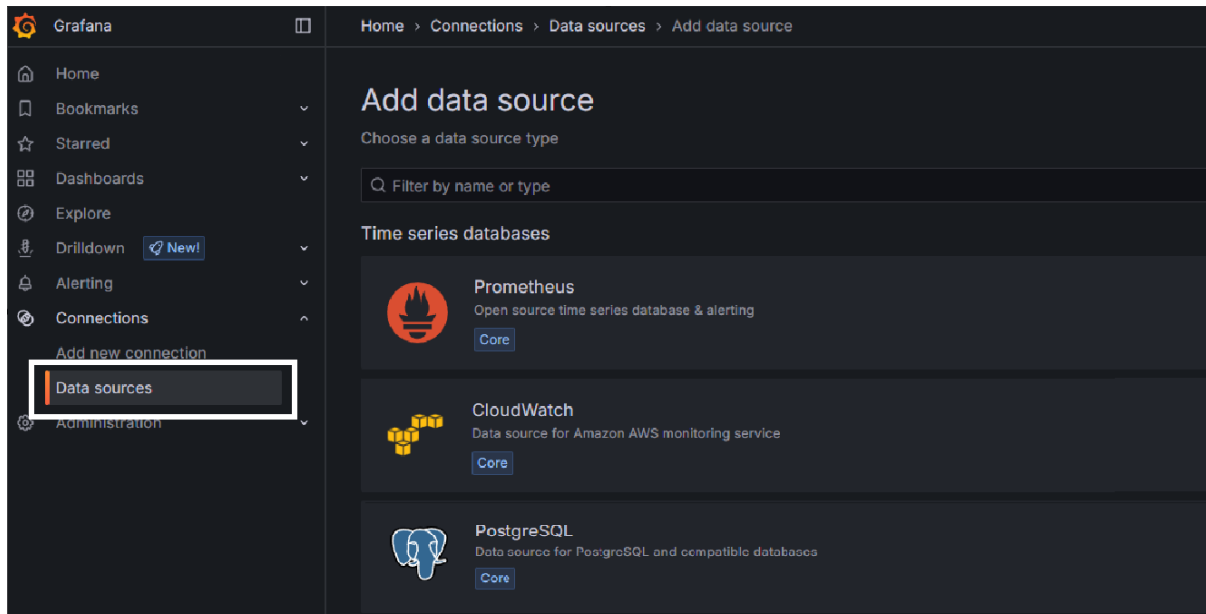 Grafana
Home › Connections › Data sources › Add data source
Home
Bookmarks
Starred
Dashboards
Explore
Drilldown New!
Alerting
Connections
Add new connection
Data sources
Administration
Add data source
Choose a data source type
Filter by name or type
Time series databases
Prometheus
Open source time series database & alerting
Core
CloudWatch
Data source for Amazon AWS monitoring service
Core
PostgreSQL
Data source for PostgreSQL and compatible databases
Core